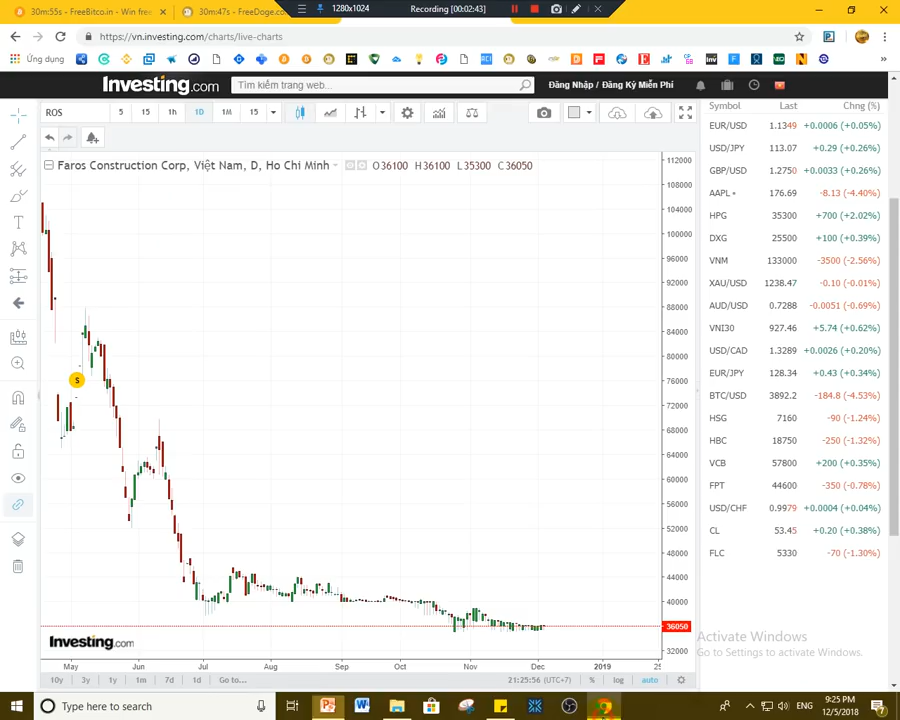 30m:55s - FreeBitco.in - Win free
30m:47s - FreeDoge.co
1280x1024
Recording [00:02:43]
https://vn.investing.com/charts/live-charts
Ứng dụng
Investing.com
Tìm kiếm trang web...
Đăng Nhập / Đăng Ký Miễn Phí
ROS 5 15 1h 1D 1M 15
Faros Construction Corp, Việt Nam, D, Ho Chi Minh O36100 H36100 L35300 C36050
S
112000
108000
104000
100000
96000
92000
88000
84000
80000
76000
72000
68000
64000
60000
56000
52000
48000
44000
40000
36050
32000
Investing.com
May Jun Jul Aug Sep Oct Nov Dec 2019 25
10y 3y 1y 1m 7d 1d Go to... 21:25:56 (UTC+7) % log auto
Symbol Last Chng (%)
EUR/USD 1.1349 +0.0006 (+0.05%)
USD/JPY 113.07 +0.29 (+0.26%)
GBP/USD 1.2750 +0.0033 (+0.26%)
AAPL 176.69 -8.13 (-4.40%)
HPG 35300 +700 (+2.02%)
DXG 25500 +100 (+0.39%)
VNM 133000 -3500 (-2.56%)
XAU/USD 1238.47 -0.10 (-0.01%)
AUD/USD 0.7288 -0.0051 (-0.69%)
VNI30 927.46 +5.74 (+0.62%)
USD/CAD 1.3289 +0.0026 (+0.20%)
EUR/JPY 128.34 +0.43 (+0.34%)
BTC/USD 3892.2 -184.8 (-4.53%)
HSG 7160 -90 (-1.24%)
HBC 18750 -250 (-1.32%)
VCB 57800 +200 (+0.35%)
FPT 44600 -350 (-0.78%)
USD/CHF 0.9979 +0.0004 (+0.04%)
CL 53.45 +0.20 (+0.38%)
FLC 5330 -70 (-1.30%)
Activate Windows
Go to Settings to activate Windows.
Type here to search
ENG
9:25 PM
12/5/2018